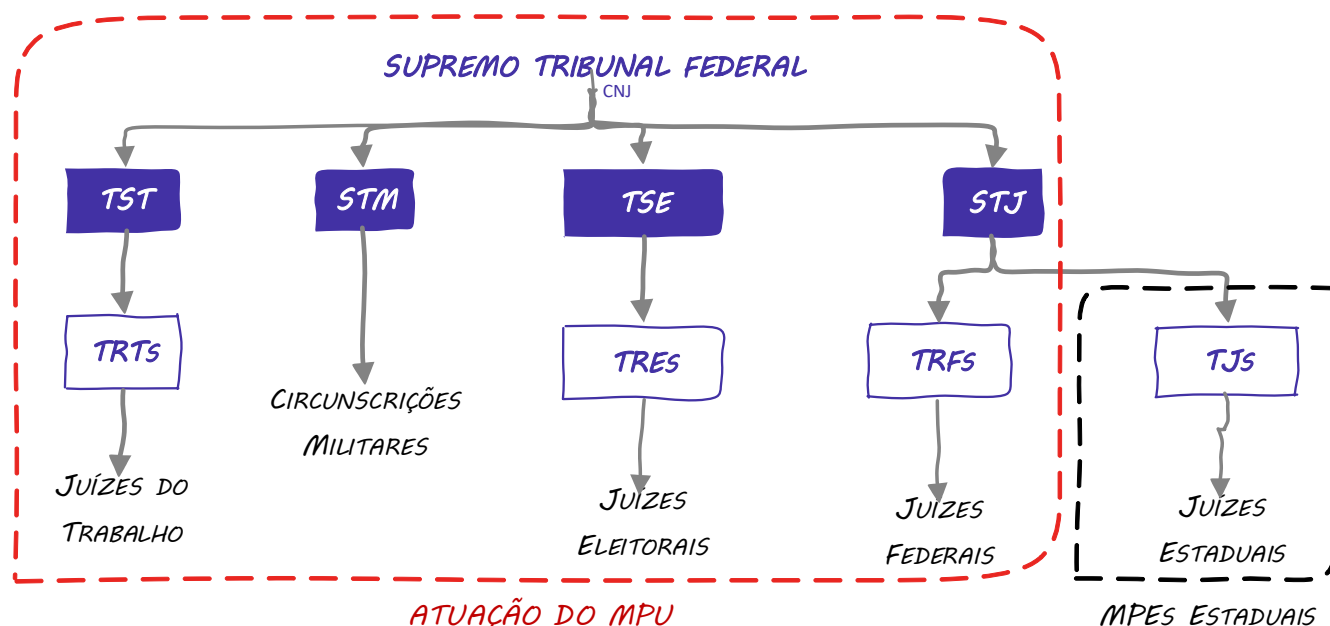 SUPREMO TRIBUNAL FEDERAL
CNJ
TST
STM
TSE
STJ
TRTS
TRES
TRFS
TJS
CIRCUNSCRIÇÕES
MILITARES
JUÍZES DO
TRABALHO
JUÍZES
ELEITORAIS
JUÍZES
FEDERAIS
JUÍZES
ESTADUAIS
ATUAÇÃO DO MPU
MPES ESTADUAIS